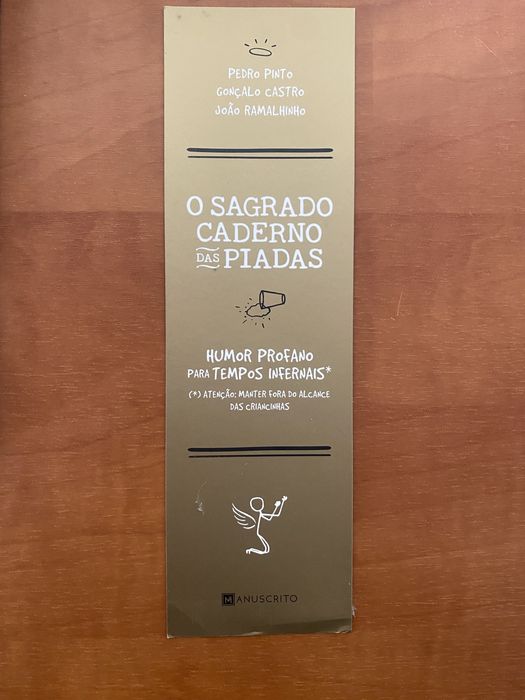 PEDRO PINTO
GONÇALO CASTRO
JOÃO RAMALHINHO
O SAGRADO
CADERNO
DAS PIADAS
HUMOR PROFANO
PARA TEMPOS INFERNAIS*
(*) ATENÇÃO: MANTER FORA DO ALCANCE
DAS CRIANCINHAS
MANUSCRITO